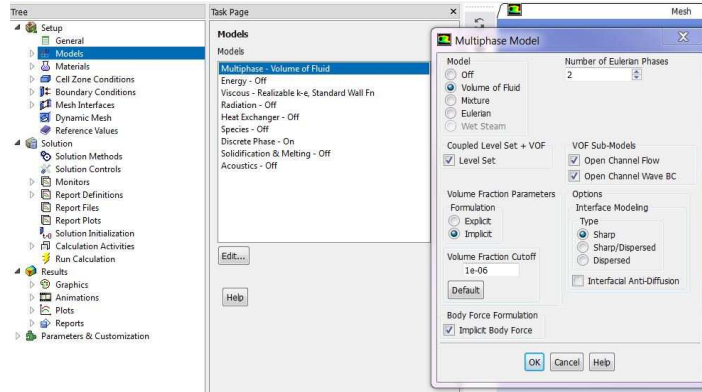 Tree
Setup
General
Models
Materials
Cell Zone Conditions
Boundary Conditions
Mesh Interfaces
Dynamic Mesh
Reference Values
Solution
Solution Methods
Solution Controls
Monitors
Report Definitions
Report Files
Report Plots
Solution Initialization
Calculation Activities
Run Calculation
Results
Graphics
Animations
Plots
Reports
Parameters & Customization
Task Page
Models
Models
Multiphase - Volume of Fluid
Energy - Off
Viscous - Realizable k-e, Standard Wall Fn
Radiation - Off
Heat Exchanger - Off
Species - Off
Discrete Phase - On
Solidification & Melting - Off
Acoustics - Off
Edit...
Help
Mesh
Multiphase Model
Model
Off
Volume of Fluid
Mixture
Eulerian
Wet Steam
Number of Eulerian Phases
2
Coupled Level Set + VOF
Level Set
VOF Sub-Models
Open Channel Flow
Open Channel Wave BC
Volume Fraction Parameters
Formulation
Explicit
Implicit
Volume Fraction Cutoff
1e-06
Default
Options
Interface Modeling
Type
Sharp
Sharp/Dispersed
Dispersed
Interfacial Anti-Diffusion
Body Force Formulation
Implicit Body Force
OK Cancel Help